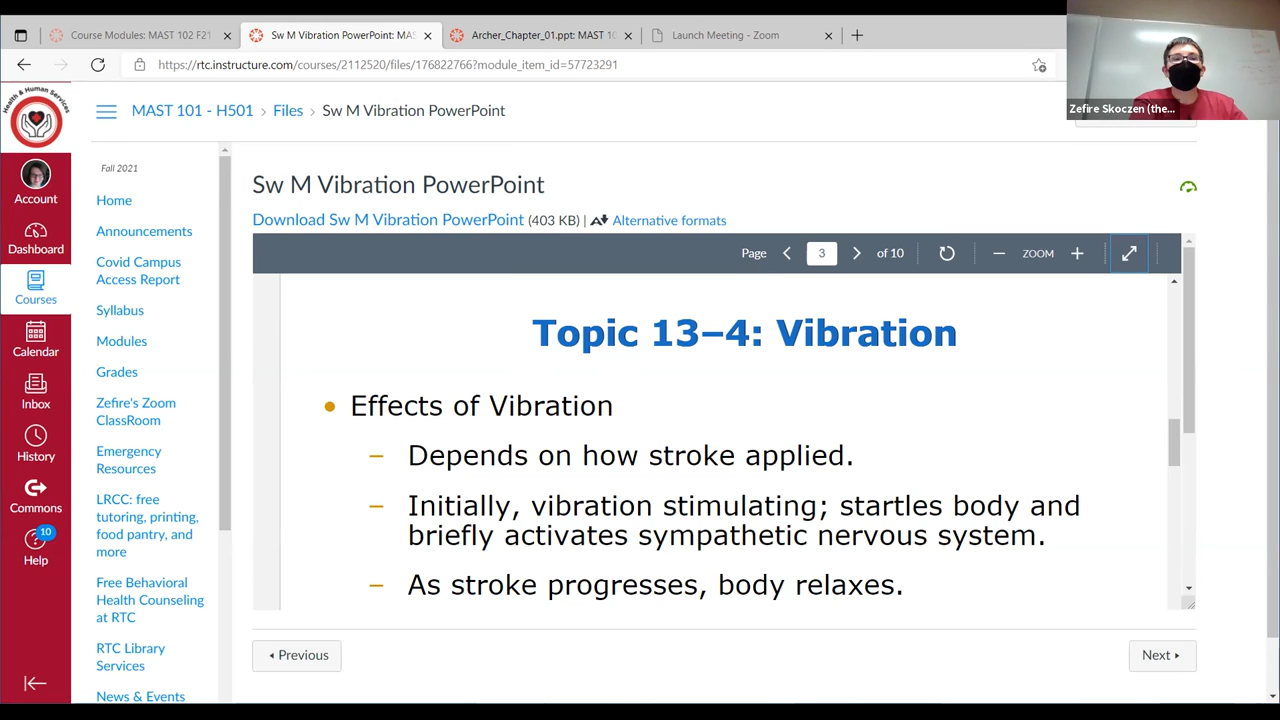 Course Modules: MAST 102 F21
Sw M Vibration PowerPoint: MAS
Archer_Chapter_01.ppt: MAST 10
Launch Meeting - Zoom
https://rtc.instructure.com/courses/2112520/files/176822766?module_item_id=57723291
Zefire Skoczen (the...
Health & Human Services
Account
Dashboard
Courses
Calendar
Inbox
History
Commons
10
Help
MAST 101 - H501 > Files > Sw M Vibration PowerPoint
Fall 2021
Home
Announcements
Covid Campus
Access Report
Syllabus
Modules
Grades
Zefire's Zoom
ClassRoom
Emergency
Resources
LRCC: free
tutoring, printing,
food pantry, and
more
Free Behavioral
Health Counseling
at RTC
RTC Library
Services
News & Events
Sw M Vibration PowerPoint
Download Sw M Vibration PowerPoint (403 KB) | Alternative formats
Page 3 of 10 ZOOM
Topic 13–4: Vibration
• Effects of Vibration
– Depends on how stroke applied.
– Initially, vibration stimulating; startles body and
briefly activates sympathetic nervous system.
– As stroke progresses, body relaxes.
Previous
Next